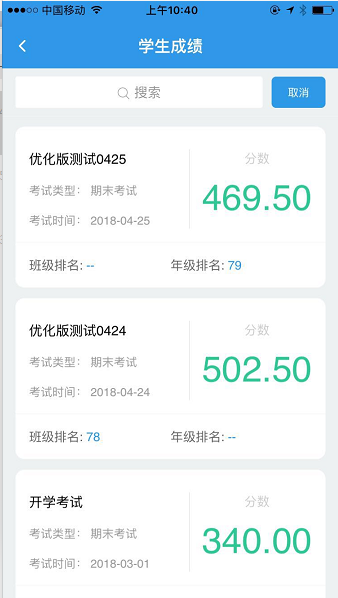 中国移动 上午10:40
学生成绩
搜索 取消
优化版测试0425
分数
469.50
考试类型: 期末考试
考试时间: 2018-04-25
班级排名: -- 年级排名: 79
优化版测试0424
分数
502.50
考试类型: 期末考试
考试时间: 2018-04-24
班级排名: 78 年级排名: --
开学考试
分数
340.00
考试类型: 期末考试
考试时间: 2018-03-01